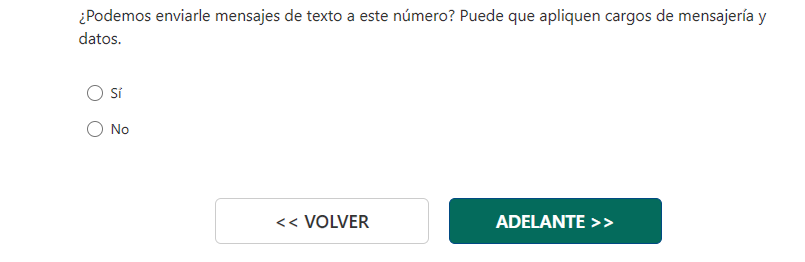 ¿Podemos enviarle mensajes de texto a este número? Puede que apliquen cargos de mensajería y
datos.
Sí
No
<< VOLVER
ADELANTE >>